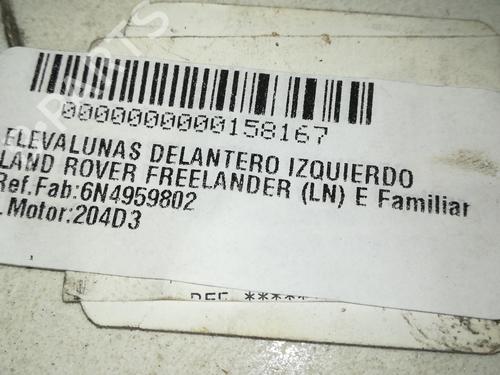 0000000000158167
ELEVALUNAS DELANTERO IZQUIERDO
LAND ROVER FREELANDER (LN) E Familiar
Ref.Fab:6N4959802
.Motor:204D3